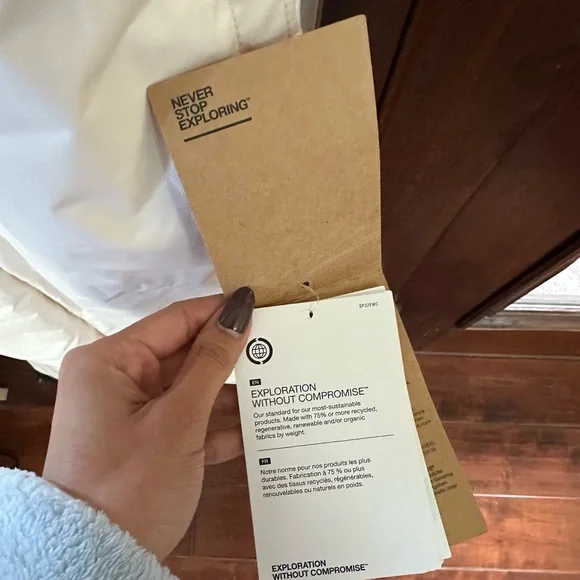 NEVER
STOP
EXPLORING™
EN
EXPLORATION
WITHOUT COMPROMISE™
Our standard for our most-sustainable
products. Made with 75% or more recycled,
regenerative, renewable and/or organic
fabrics by weight.
FR
Notre norme pour nos produits les plus
durables. Fabrication à 75 % ou plus
avec des tissus recyclés, régénérables,
renouvelables ou naturels en poids.
EXPLORATION
WITHOUT COMPROMISE™